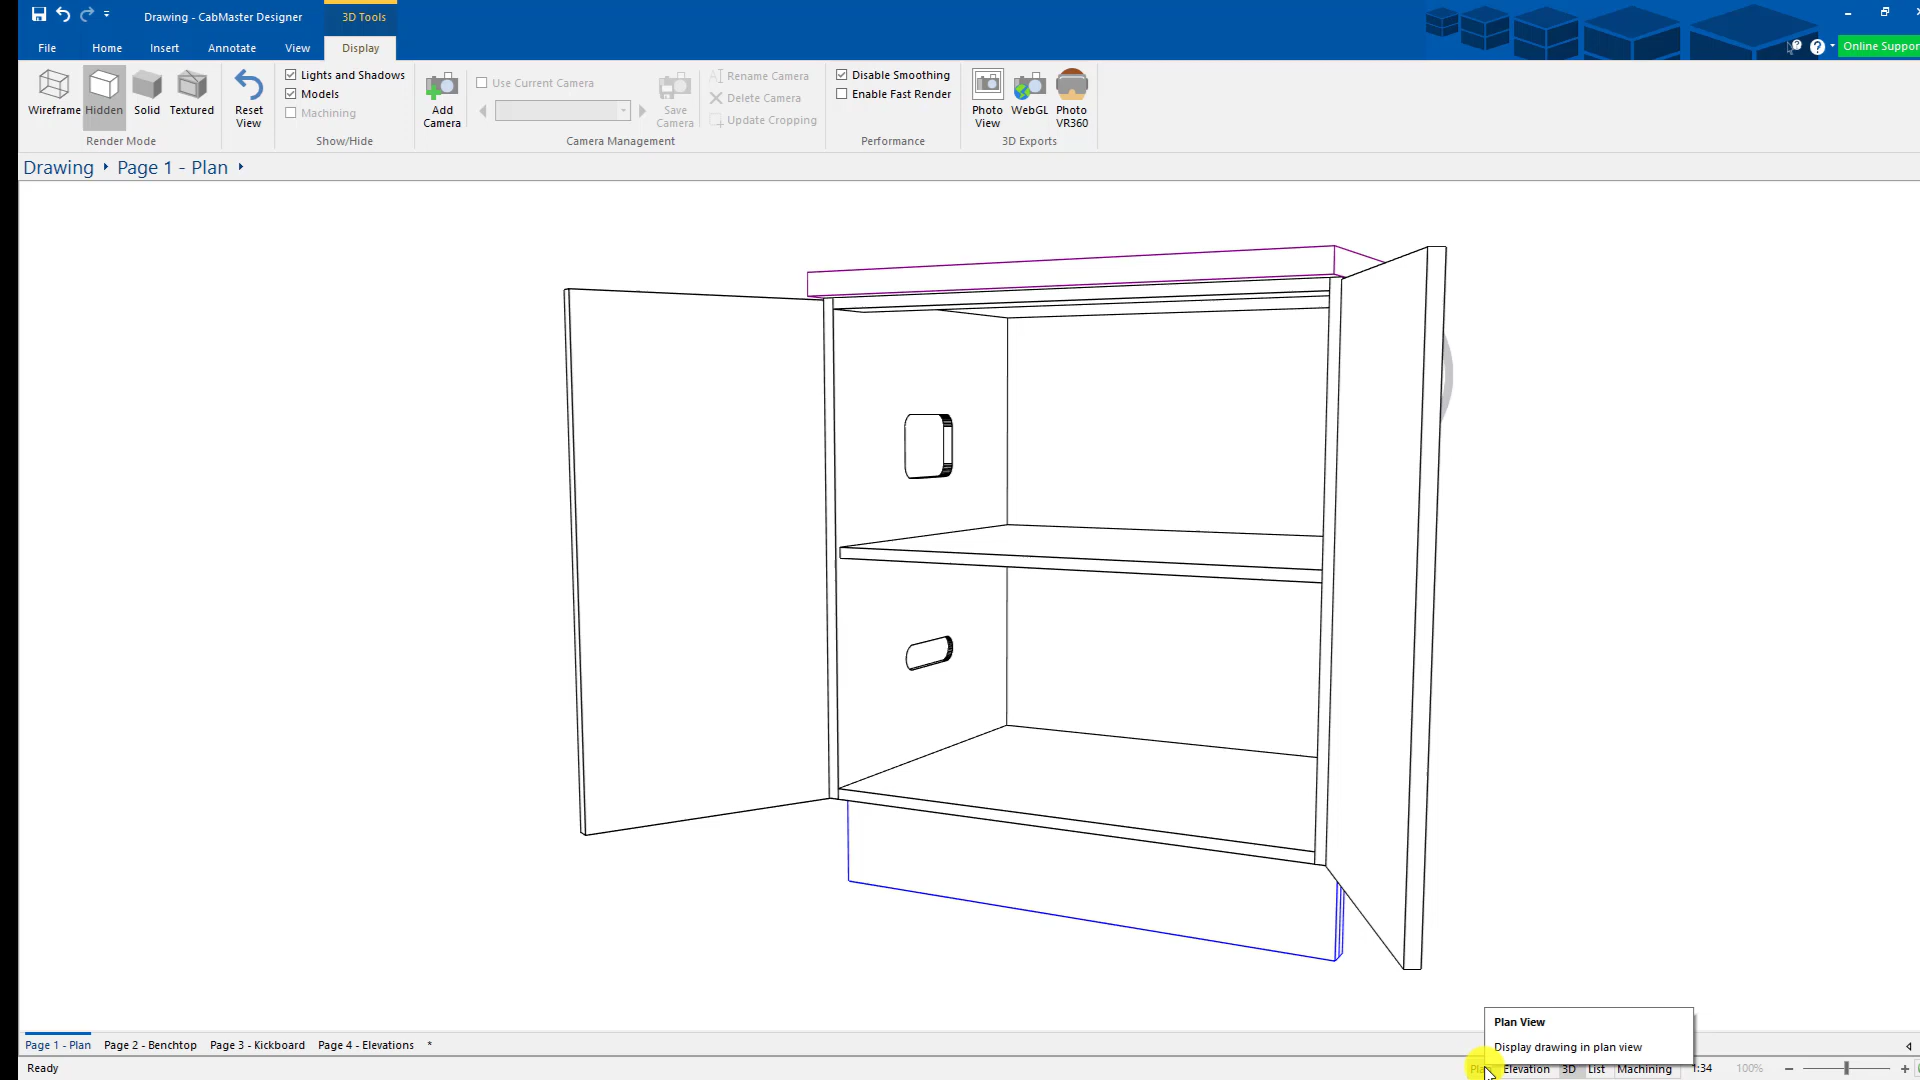 Drawing - CabMaster Designer
3D Tools
File Home Insert Annotate View Display
Online Suppor
Wireframe Hidden Solid Textured
Render Mode
Reset View
Lights and Shadows
Models
Machining
Show/Hide
Add Camera
Use Current Camera
Save Camera
Rename Camera
Delete Camera
Update Cropping
Camera Management
Disable Smoothing
Enable Fast Render
Performance
Photo View
WebGL
Photo VR360
3D Exports
Drawing Page 1 - Plan
Plan View
Display drawing in plan view
Page 1 - Plan Page 2 - Benchtop Page 3 - Kickboard Page 4 - Elevations *
Ready
Elevation 3D List Machining 1:34 100%